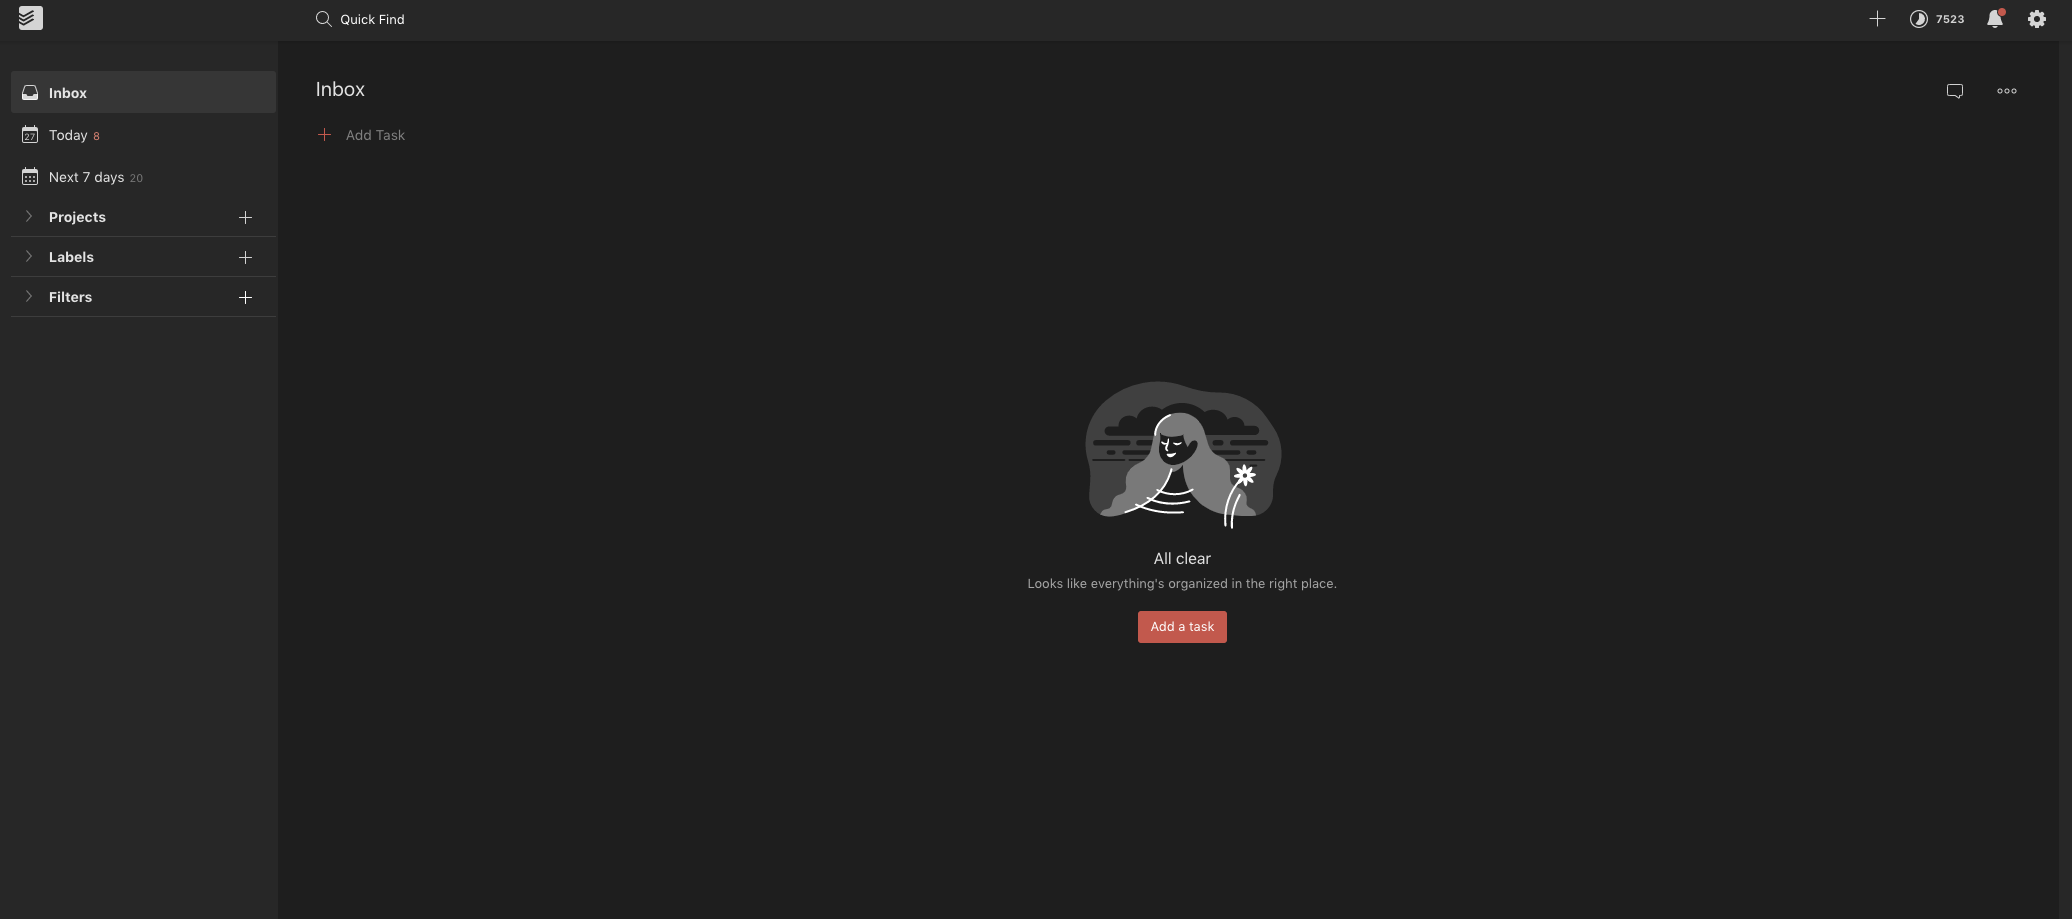 Quick Find
7523
Inbox
27 Today 8
Next 7 days 20
Projects
Labels
Filters
Inbox
Add Task
All clear
Looks like everything's organized in the right place.
Add a task